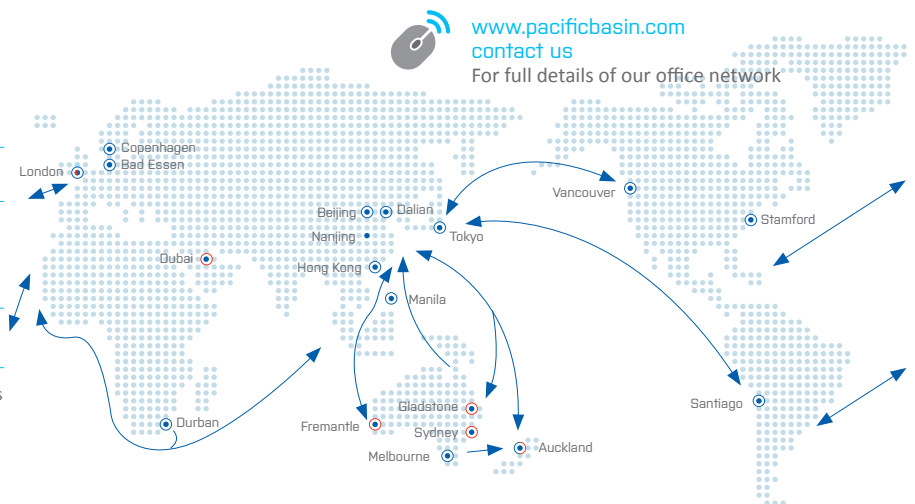 www.pacificbasin.com
contact us
For full details of our office network
Copenhagen
Bad Essen
London
Vancouver
Beijing
Dalian
Stamford
Nanjing
Tokyo
Dubai
Hong Kong
Manila
s
Santiago
Gladstone
Durban
Fremantle
Sydney
Auckland
Melbourne